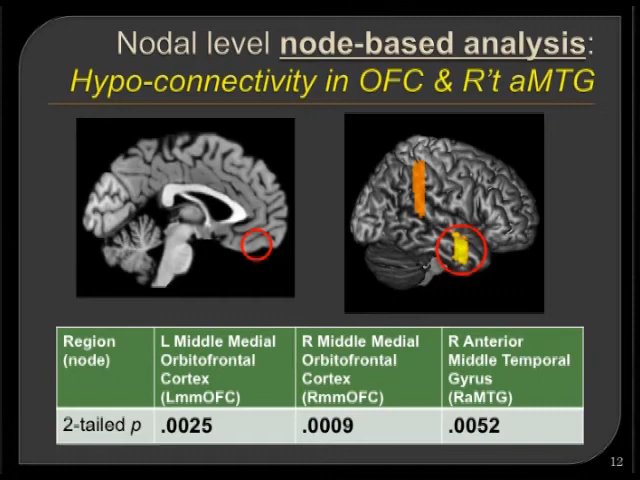 Nodal level node-based analysis:
Hypo-connectivity in OFC & R't aMTG
Region
(node)
L Middle Medial
Orbitofrontal
Cortex
(LmmOFC)
R Middle Medial
Orbitofrontal
Cortex
(RmmOFC)
R Anterior
Middle Temporal
Gyrus
(RaMTG)
2-tailed p
.0025
.0009
.0052
12